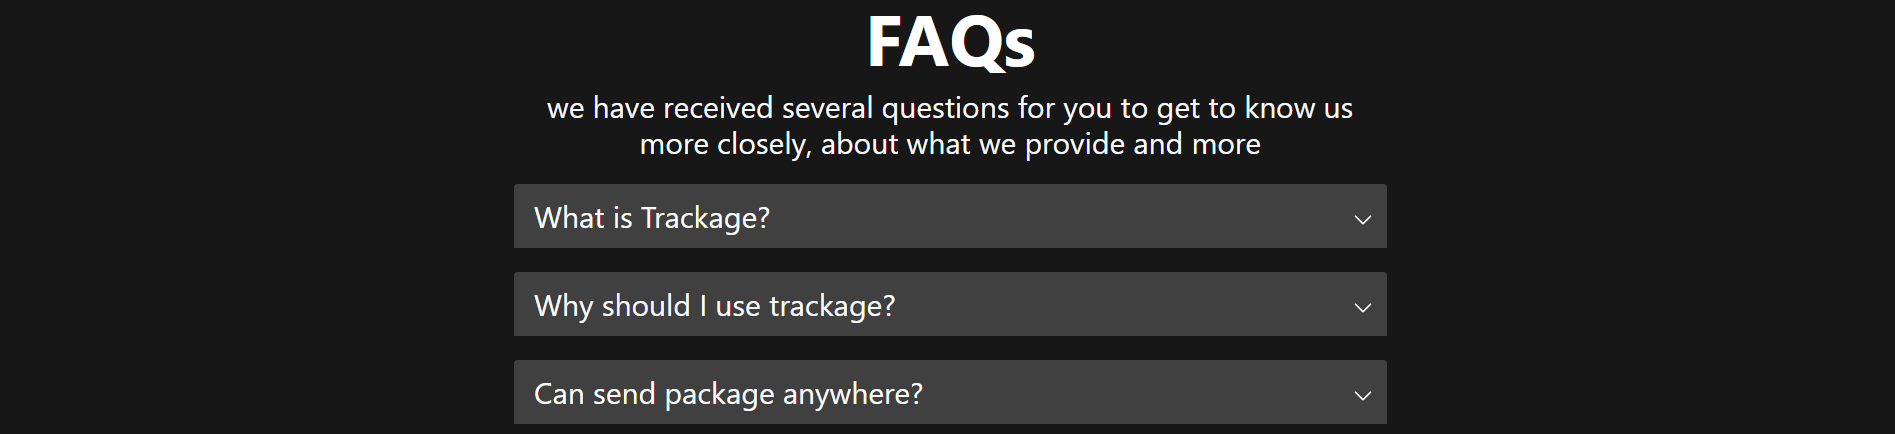 FAQs
we have received several questions for you to get to know us
more closely, about what we provide and more
What is Trackage?
Why should I use trackage?
Can send package anywhere?